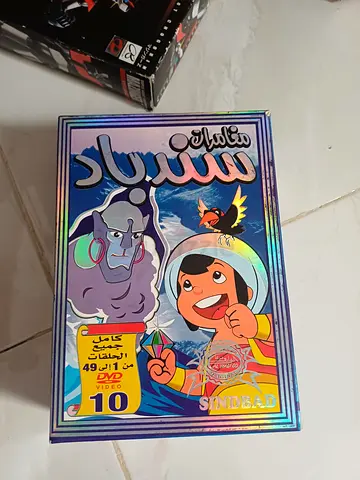 مغامرات
سندباد
كامل
جميع
الحلقات
من 1 إلى 49
DVD
VIDEO
10
SINDBAD